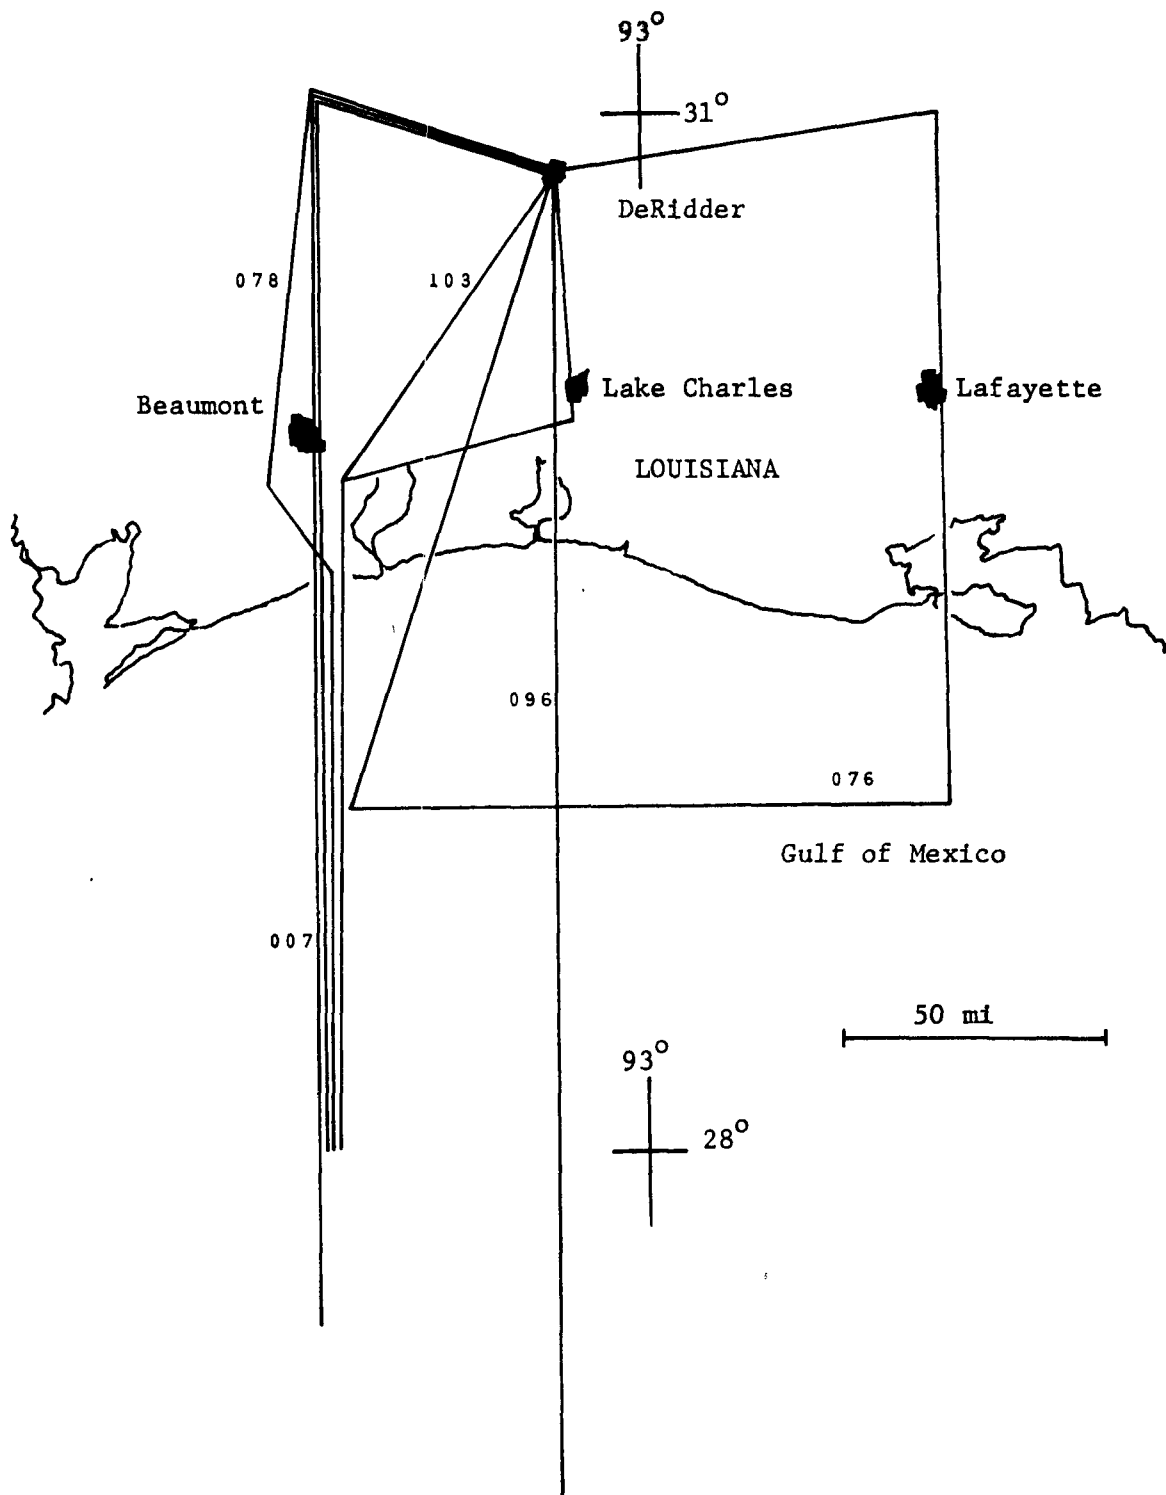 93°
31°
DeRidder
078
103
Lake Charles
Lafayette
Beaumont
LOUISIANA
096
076
Gulf of Mexico
007
50 mi
93°
28°